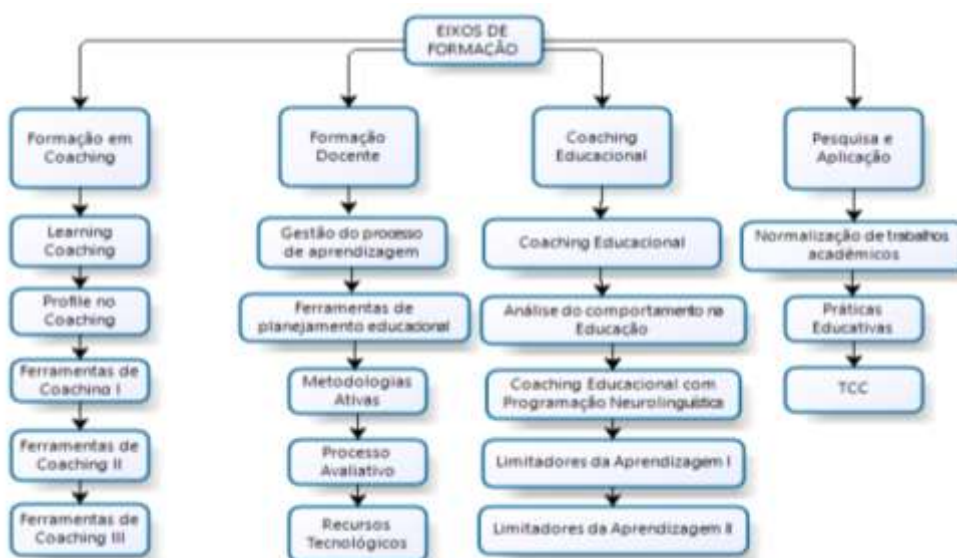 EIXOS DE
FORMAÇÃO
Formação em
Coaching
Learning
Coaching
Profile no
Coaching
Ferramentas de
Coaching I
Ferramentas de
Coaching II
Ferramentas de
Coaching III
Formação
Docente
Gestão do processo
de aprendizagem
Ferramentas de
planejamento educacional
Metodologias
Ativas
Processo
Avaliativo
Recursos
Tecnológicos
Coaching
Educacional
Coaching Educacional
Análise do comportamento na
Educação
Coaching Educacional com
Programação Neurolinguística
Limitadores da Aprendizagem I
Limitadores da Aprendizagem II
Pesquisa e
Aplicação
Normalização de trabalhos
acadêmicos
Práticas
Educativas
TCC